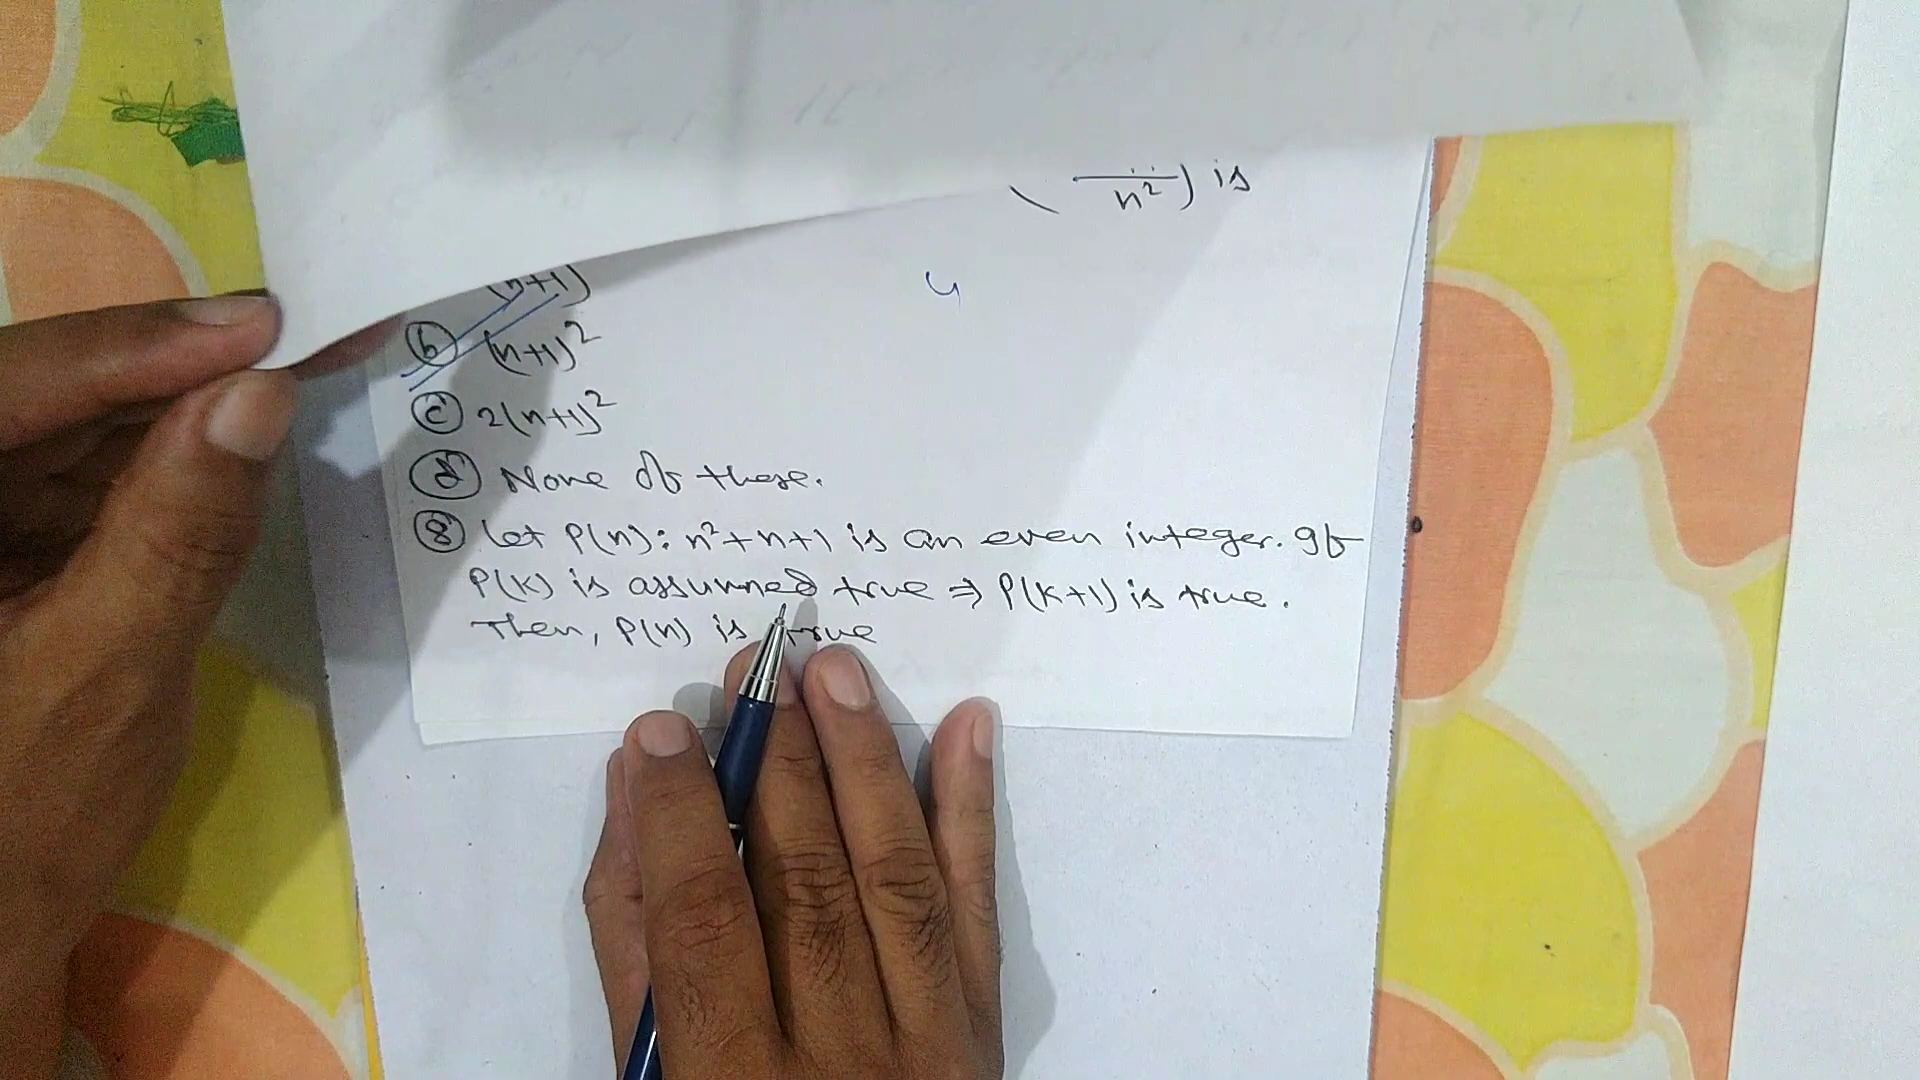 n²) is
(n+1)
(b) (n+1)²
(c) 2(n+1)²
(d) None of these.
(8) Let P(n): n²+n+1 is an even integer. If
P(k) is assumed true ⇒ P(k+1) is true.
Then, P(n) is true